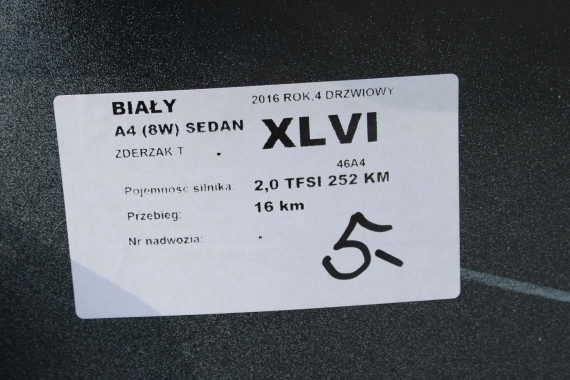 BIAŁY
2016 ROK,4 DRZWIOWY
A4 (8W) SEDAN
XLVI
ZDERZAK T .
46A4
Pojemność silnika: 2,0 TFSI 252 KM
Przebieg: 16 km
Nr nadwozia: .
5-